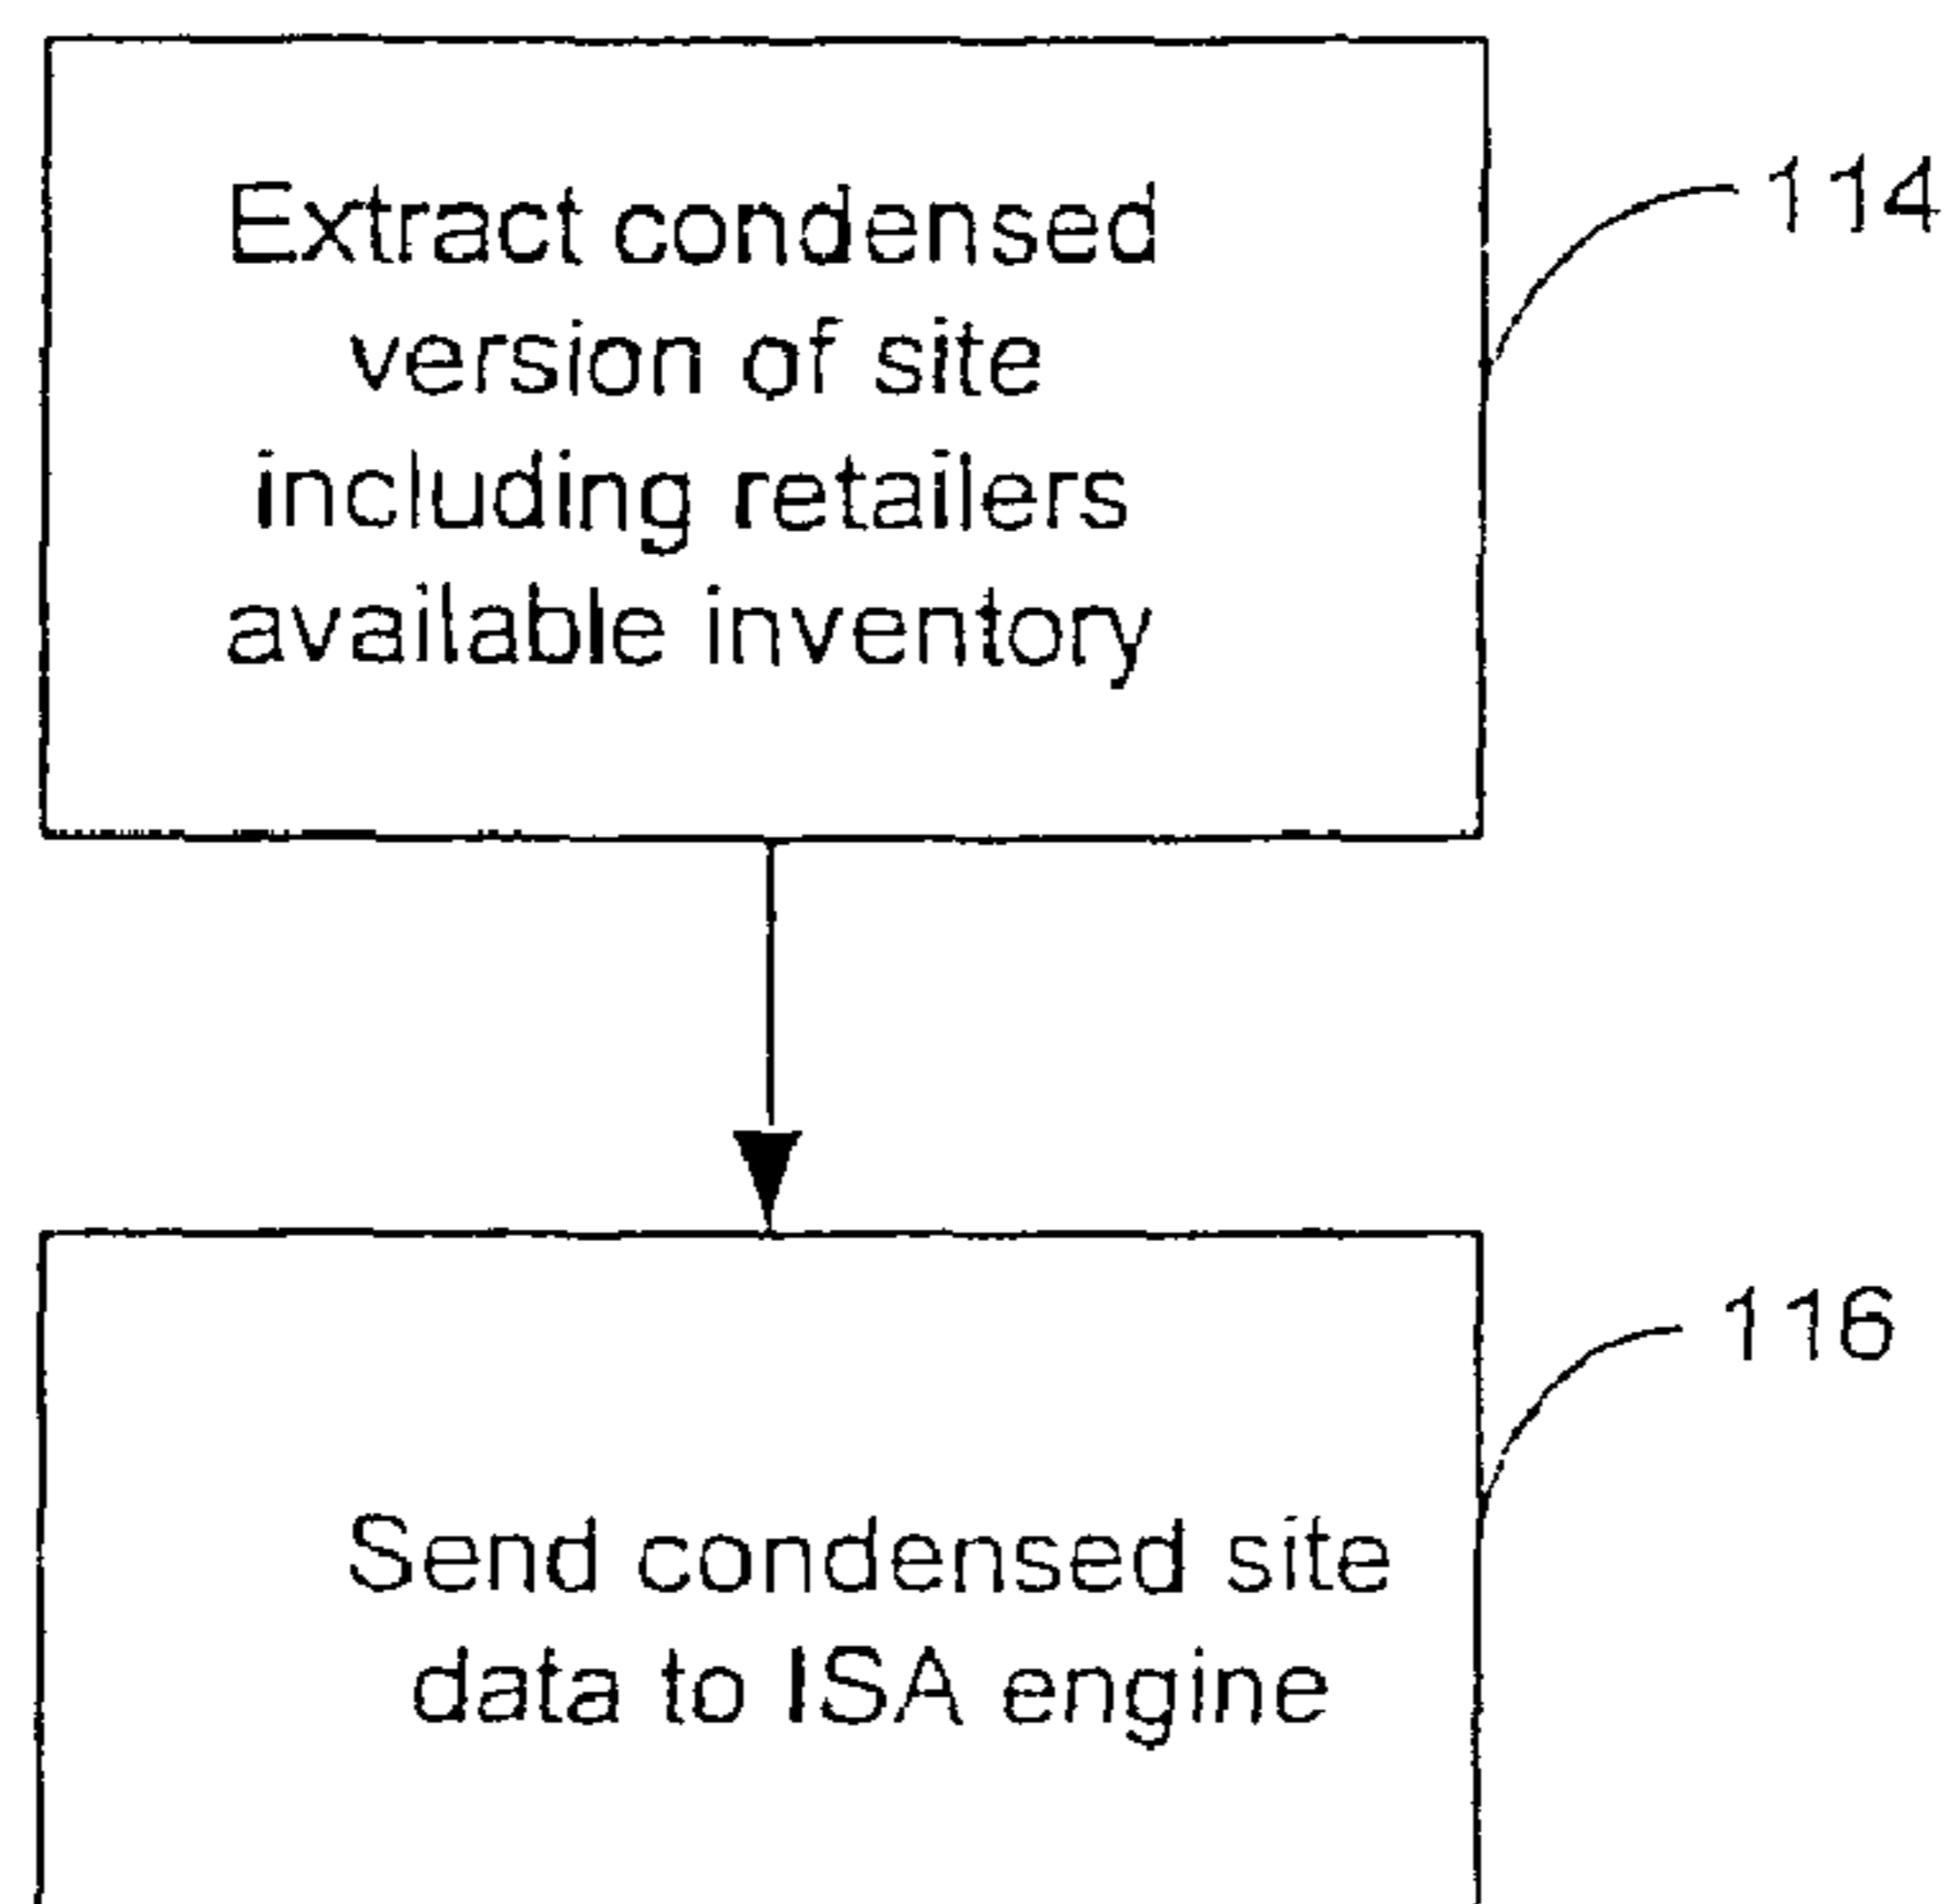 Extract condensed
version of site
including retailers
available inventory
114
Send condensed site
data to ISA engine
116